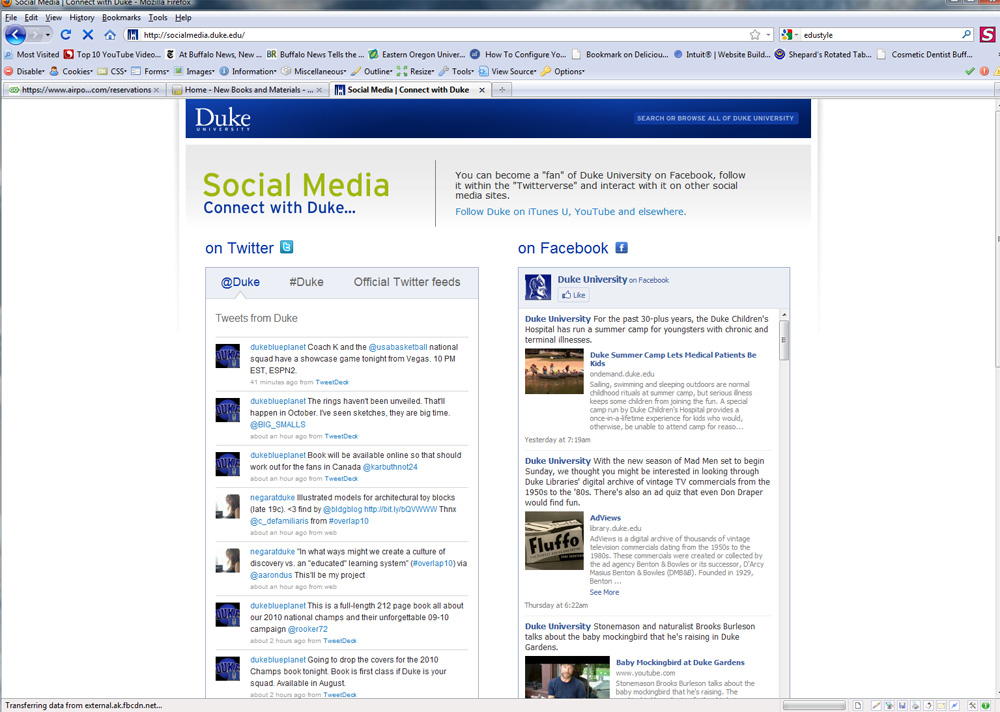 Social Media | Connect with Duke - Mozilla Firefox
File Edit View History Bookmarks Tools Help
http://socialmedia.duke.edu/
edustyle
Most Visited Top 10 YouTube Video... At Buffalo News, New ... BR Buffalo News Tells the ... Eastern Oregon Univer... How To Configure Yo... Bookmark on Deliciou... Intuit® | Website Build... Shepard's Rotated Tab... Cosmetic Dentist Buff...
Disable Cookies CSS Forms Images Information Miscellaneous Outline Resize Tools View Source Options
https://www.airpo...com/reservations Home - New Books and Materials - ... Social Media | Connect with Duke
Duke
UNIVERSITY
SEARCH OR BROWSE ALL OF DUKE UNIVERSITY
Social Media
Connect with Duke...
You can become a "fan" of Duke University on Facebook, follow
it within the "Twitterverse" and interact with it on other social
media sites.
Follow Duke on iTunes U, YouTube and elsewhere.
on Twitter
@Duke #Duke Official Twitter feeds
Tweets from Duke
dukeblueplanet Coach K and the @usabasketball national
squad have a showcase game tonight from Vegas. 10 PM
EST, ESPN2.
41 minutes ago from TweetDeck
dukeblueplanet The rings haven't been unveiled. That'll
happen in October. I've seen sketches, they are big time.
@BIG_SMALLS
about an hour ago from TweetDeck
dukeblueplanet Book will be available online so that should
work out for the fans in Canada @karbuthnot24
about an hour ago from TweetDeck
negaratduke Illustrated models for architectural toy blocks
(late 19c). <3 find by @bldgblog http://bit.ly/bQVWWW Thnx
@c_defamiliaris from #overlap10
about an hour ago from web
negaratduke "In what ways might we create a culture of
discovery vs. an "educated" learning system" (#overlap10) via
@aarondus This'll be my project
about an hour ago from web
dukeblueplanet This is a full-length 212 page book all about
our 2010 national champs and their unforgettable 09-10
campaign @rooker72
about 2 hours ago from TweetDeck
dukeblueplanet Going to drop the covers for the 2010
Champs book tonight. Book is first class if Duke is your
squad. Available in August.
about 2 hours ago from TweetDeck
on Facebook
Duke University on Facebook
Like
Duke University For the past 30-plus years, the Duke Children's
Hospital has run a summer camp for youngsters with chronic and
terminal illnesses.
Duke Summer Camp Lets Medical Patients Be
Kids
ondemand.duke.edu
Sailing, swimming and sleeping outdoors are normal
childhood rituals at summer camp, but serious illness
keeps some children from joining the fun. A special
camp run by Duke Children's Hospital provides a
once-in-a-lifetime experience for kids who would,
otherwise, be unable to attend camp for reaso...
Yesterday at 7:19am
Duke University With the new season of Mad Men set to begin
Sunday, we thought you might be interested in looking through
Duke Libraries' digital archive of vintage TV commercials from the
1950s to the '80s. There's also an ad quiz that even Don Draper
would find fun.
Fluffo
AdViews
library.duke.edu
AdViews is a digital archive of thousands of vintage
television commercials dating from the 1950s to the
1980s. These commercials were created or collected by
the ad agency Benton & Bowles or its successor, D'Arcy
Masius Benton & Bowles (DMB&B). Founded in 1929,
Benton ...
See More
Thursday at 6:22am
Duke University Stonemason and naturalist Brooks Burleson
talks about the baby mockingbird that he's raising in Duke
Gardens.
Baby Mockingbird at Duke Gardens
www.youtube.com
Stonemason Brooks Burleson talks about the
baby mockingbird that he's raising. The
Transferring data from external.ak.fbcdn.net...